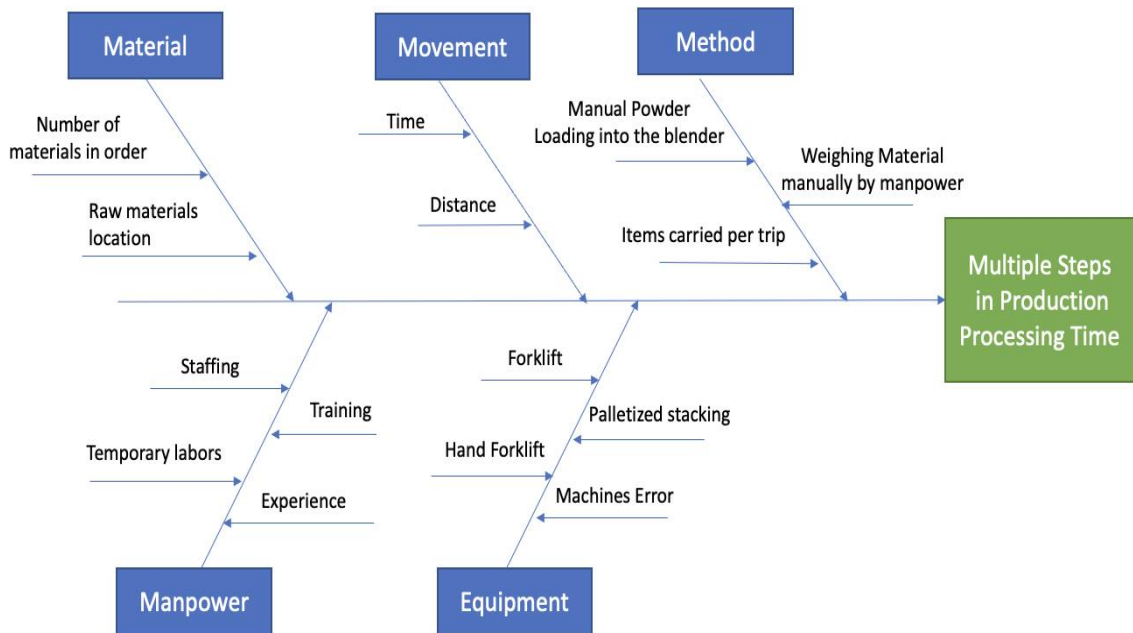 Material
Movement
Method
Number of
materials in order
Raw materials
location
Time
Distance
Manual Powder
Loading into the blender
Weighing Material
manually by manpower
Items carried per trip
Multiple Steps
in Production
Processing Time
Staffing
Training
Temporary labors
Experience
Forklift
Palletized stacking
Hand Forklift
Machines Error
Manpower
Equipment